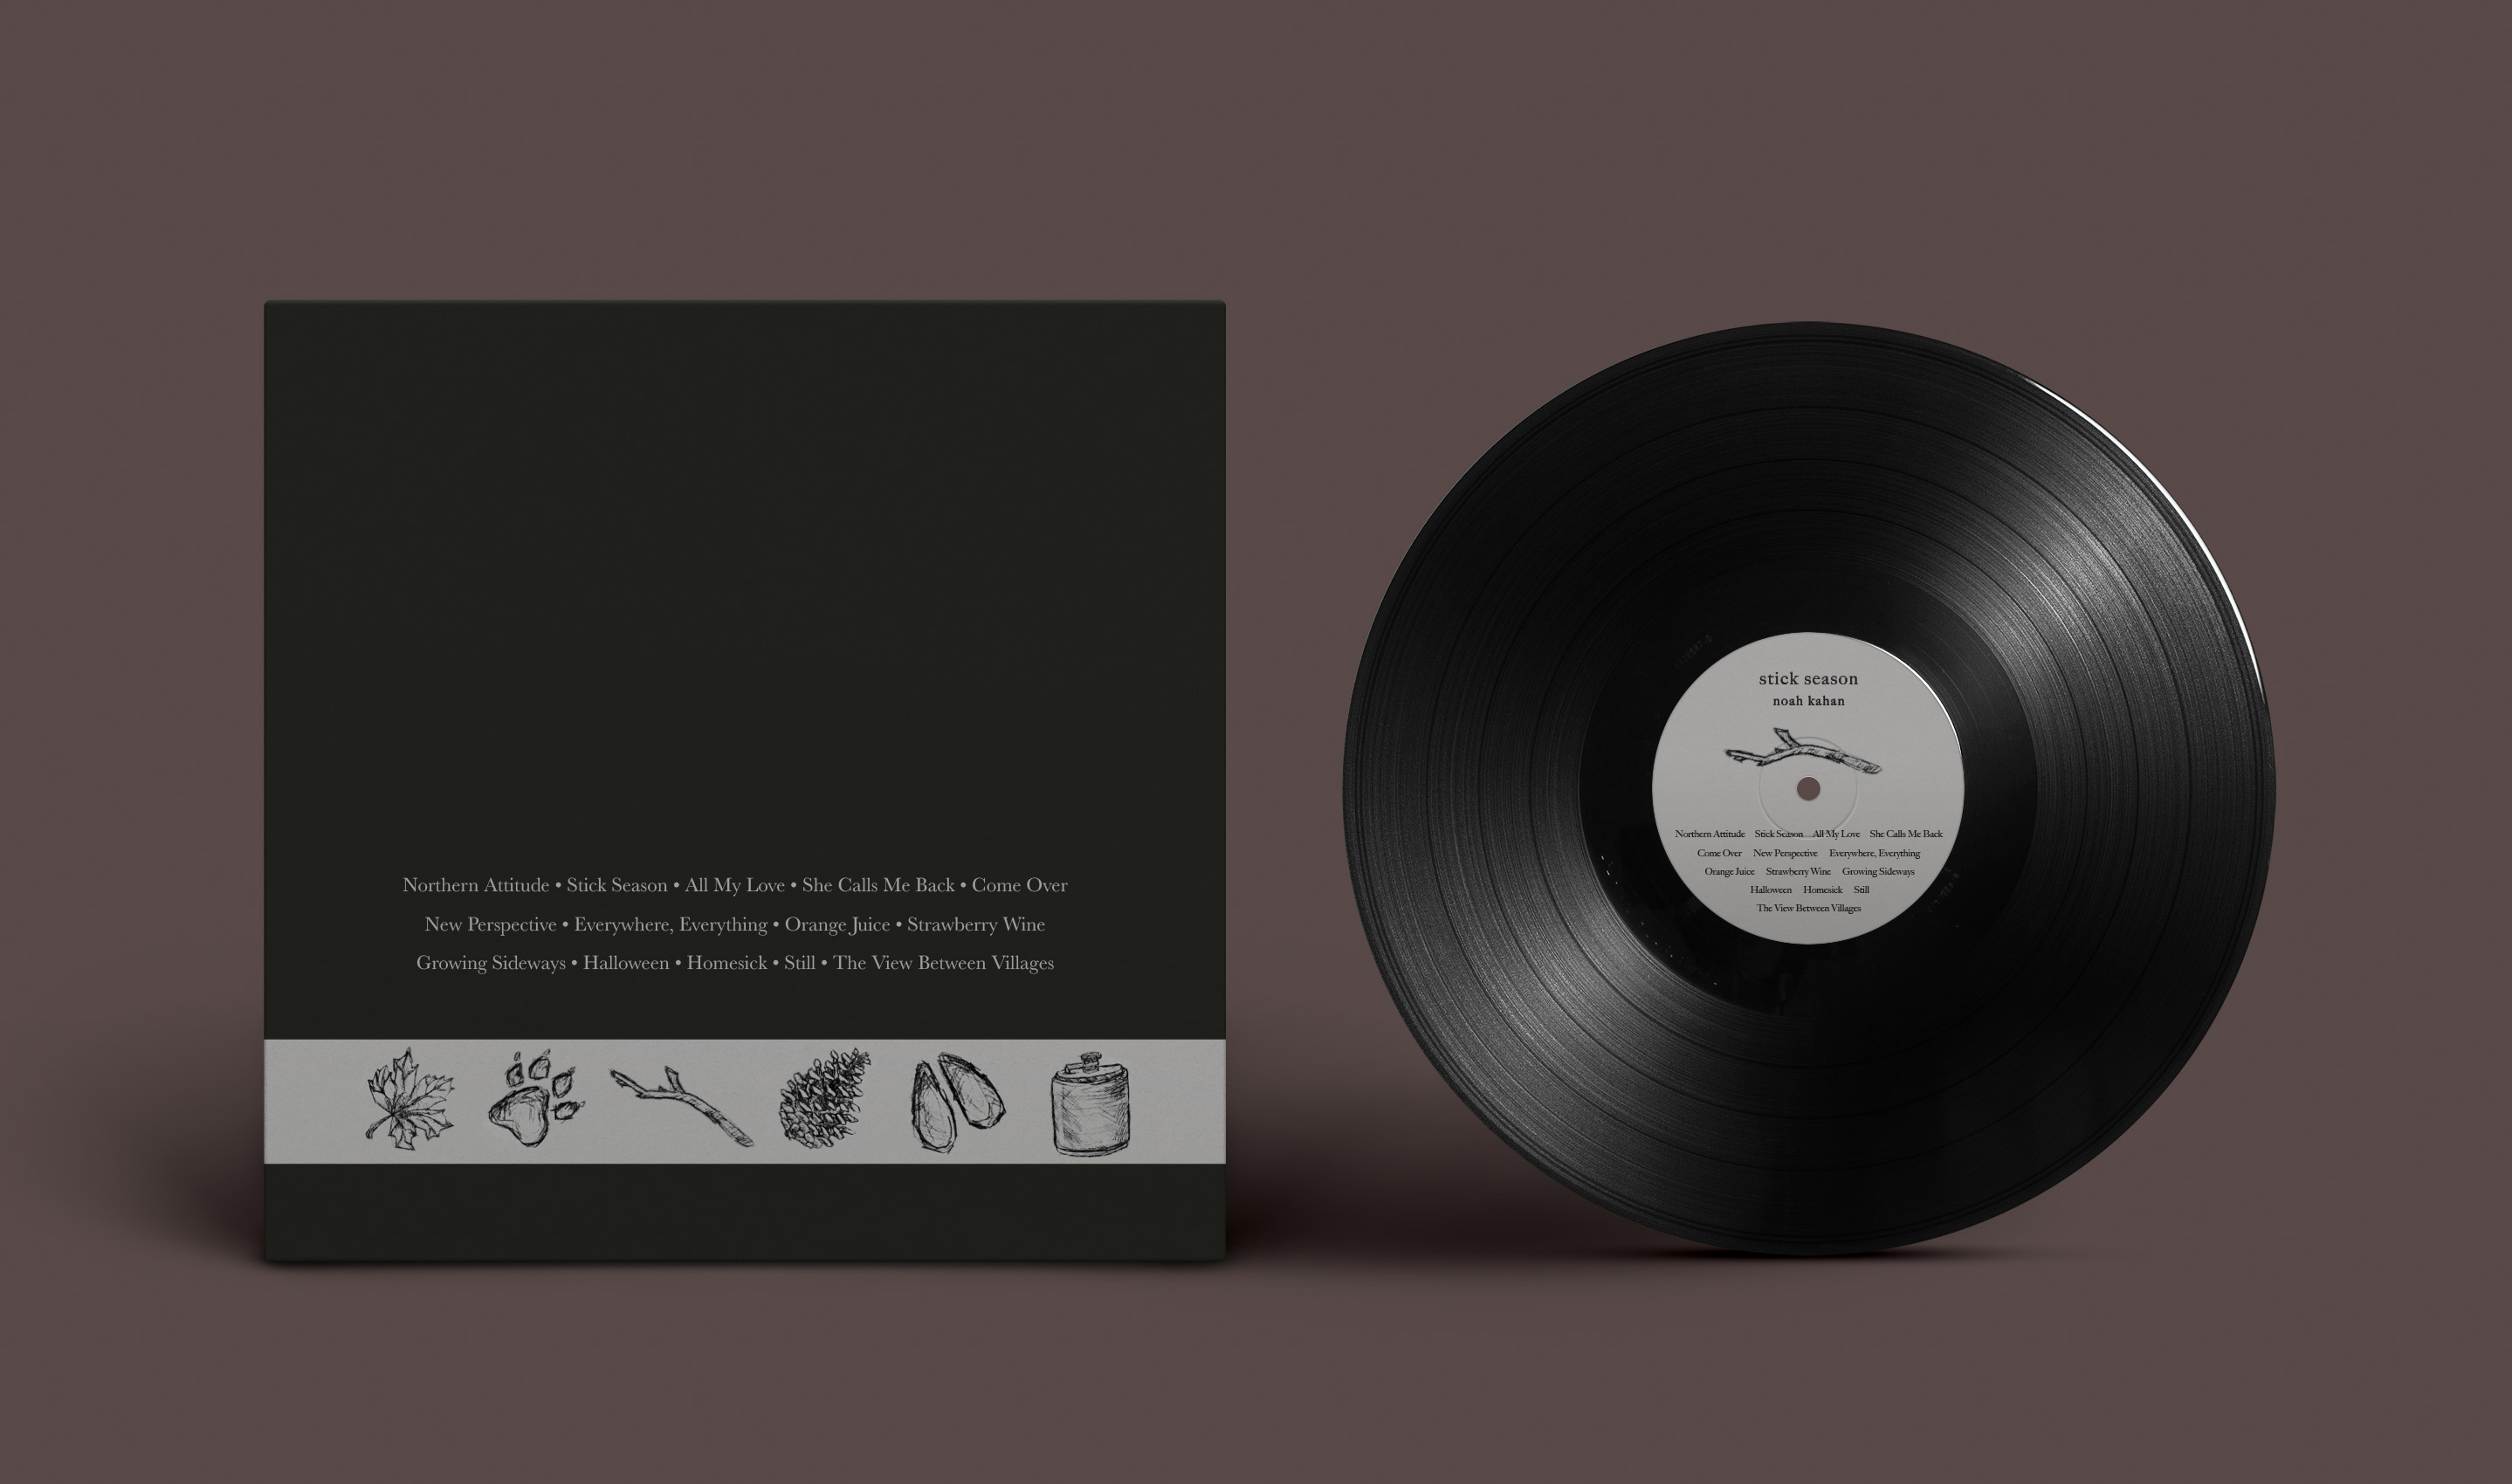 Northern Attitude • Stick Season • All My Love • She Calls Me Back • Come Over
New Perspective • Everywhere, Everything • Orange Juice • Strawberry Wine
Growing Sideways • Halloween • Homesick • Still • The View Between Villages
stick season
noah kahan
Northern Attitude Stick Season All My Love She Calls Me Back
Come Over New Perspective Everywhere, Everything
Orange Juice Strawberry Wine Growing Sideways
Halloween Homesick Still
The View Between Villages